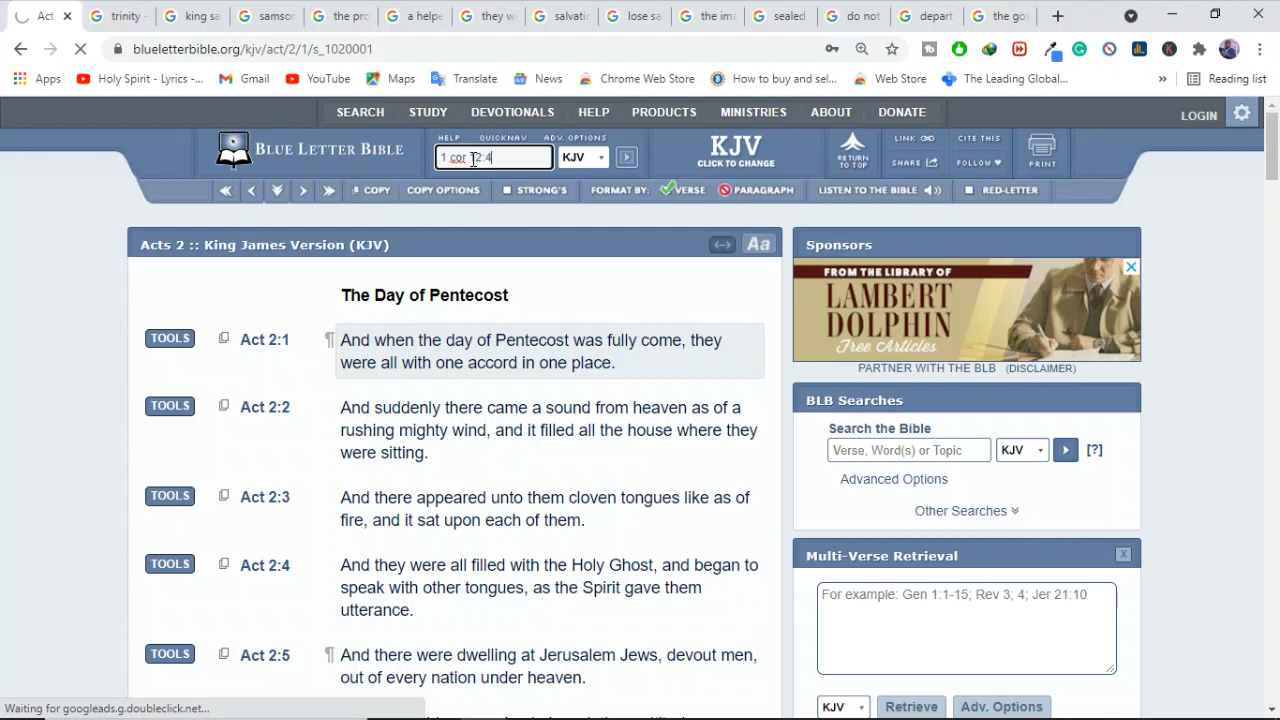 Act
trinity -
king sa
samso
the pro
a helpe
they w
salvatio
lose sa
the ima
sealed
do not
depart
the gos
blueletterbible.org/kjv/act/2/1/s_1020001
Apps
Holy Spirit - Lyrics -...
Gmail
YouTube
Maps
Translate
News
Chrome Web Store
How to buy and sel...
Web Store
The Leading Global...
»
Reading list
SEARCH
STUDY
DEVOTIONALS
HELP
PRODUCTS
MINISTRIES
ABOUT
DONATE
LOGIN
BLUE LETTER BIBLE
HELP QUICKNAV ADV. OPTIONS
1 cor 12:4
KJV
KJV
CLICK TO CHANGE
RETURN
TO TOP
LINK
CITE THIS
SHARE
FOLLOW
PRINT
COPY
COPY OPTIONS
STRONG'S
FORMAT BY:
VERSE
PARAGRAPH
LISTEN TO THE BIBLE
RED-LETTER
Acts 2 :: King James Version (KJV)
Aa
The Day of Pentecost
TOOLS
Act 2:1
¶ And when the day of Pentecost was fully come, they
were all with one accord in one place.
TOOLS
Act 2:2
And suddenly there came a sound from heaven as of a
rushing mighty wind, and it filled all the house where they
were sitting.
TOOLS
Act 2:3
And there appeared unto them cloven tongues like as of
fire, and it sat upon each of them.
TOOLS
Act 2:4
And they were all filled with the Holy Ghost, and began to
speak with other tongues, as the Spirit gave them
utterance.
TOOLS
Act 2:5
¶ And there were dwelling at Jerusalem Jews, devout men,
out of every nation under heaven.
Sponsors
FROM THE LIBRARY OF
LAMBERT
DOLPHIN
Free Articles
PARTNER WITH THE BLB (DISCLAIMER)
BLB Searches
Search the Bible
Verse, Word(s) or Topic
KJV
[?]
Advanced Options
Other Searches
Multi-Verse Retrieval
X
For example: Gen 1:1-15; Rev 3; 4; Jer 21:10
KJV
Retrieve
Adv. Options
Waiting for googleads.g.doubleclick.net...